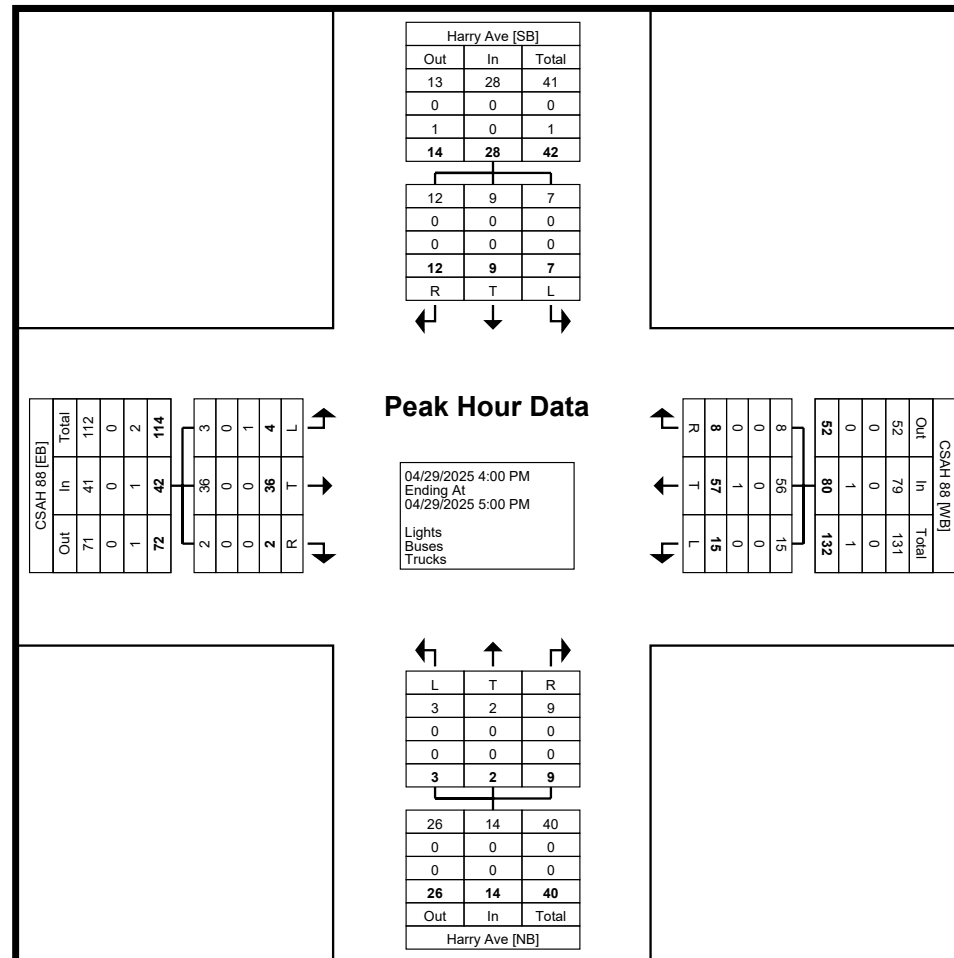 Harry Ave [SB]
Out In Total
13 28 41
0 0 0
1 0 1
14 28 42
12 9 7
0 0 0
0 0 0
12 9 7
R T L
CSAH 88 [EB]
Total In Out
112 41 71
0 0 0
2 1 1
114 42 72
3 36 2
0 0 0
1 0 0
4 36 2
L T R
Peak Hour Data
04/29/2025 4:00 PM
Ending At
04/29/2025 5:00 PM
Lights
Buses
Trucks
R T L
8 57 15
0 1 0
0 0 0
8 56 15
52 80 132
0 1 1
0 0 0
52 79 131
Out In Total
CSAH 88 [WB]
L T R
3 2 9
0 0 0
0 0 0
3 2 9
26 14 40
0 0 0
0 0 0
26 14 40
Out In Total
Harry Ave [NB]